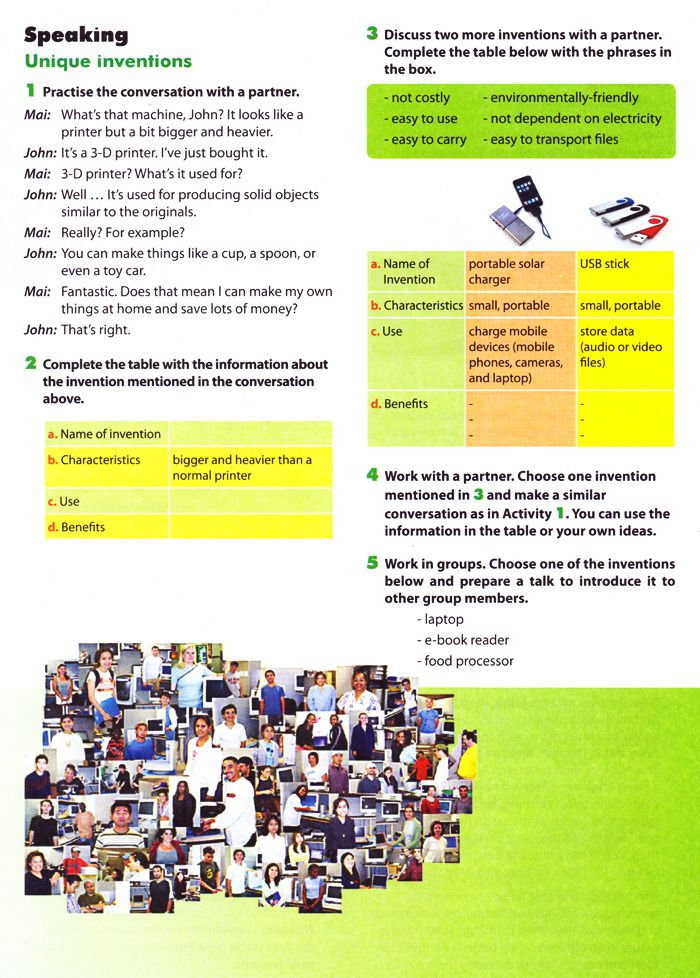 Speaking
Unique inventions
1 Practise the conversation with a partner.
Mai: What's that machine, John? It looks like a
printer but a bit bigger and heavier.
John: It's a 3-D printer. I've just bought it.
Mai: 3-D printer? What's it used for?
John: Well … It's used for producing solid objects
similar to the originals.
Mai: Really? For example?
John: You can make things like a cup, a spoon, or
even a toy car.
Mai: Fantastic. Does that mean I can make my own
things at home and save lots of money?
John: That's right.
2 Complete the table with the information about
the invention mentioned in the conversation
above.
a. Name of invention
b. Characteristics bigger and heavier than a
normal printer
c. Use
d. Benefits
3 Discuss two more inventions with a partner.
Complete the table below with the phrases in
the box.
- not costly - environmentally-friendly
- easy to use - not dependent on electricity
- easy to carry - easy to transport files
a. Name of portable solar USB stick
Invention charger
b. Characteristics small, portable small, portable
c. Use charge mobile store data
devices (mobile (audio or video
phones, cameras, files)
and laptop)
d. Benefits - -
- -
- -
4 Work with a partner. Choose one invention
mentioned in 3 and make a similar
conversation as in Activity 1. You can use the
information in the table or your own ideas.
5 Work in groups. Choose one of the inventions
below and prepare a talk to introduce it to
other group members.
- laptop
- e-book reader
- food processor